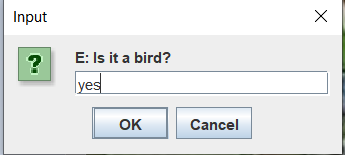 Input
E: Is it a bird?
yes
OK
Cancel